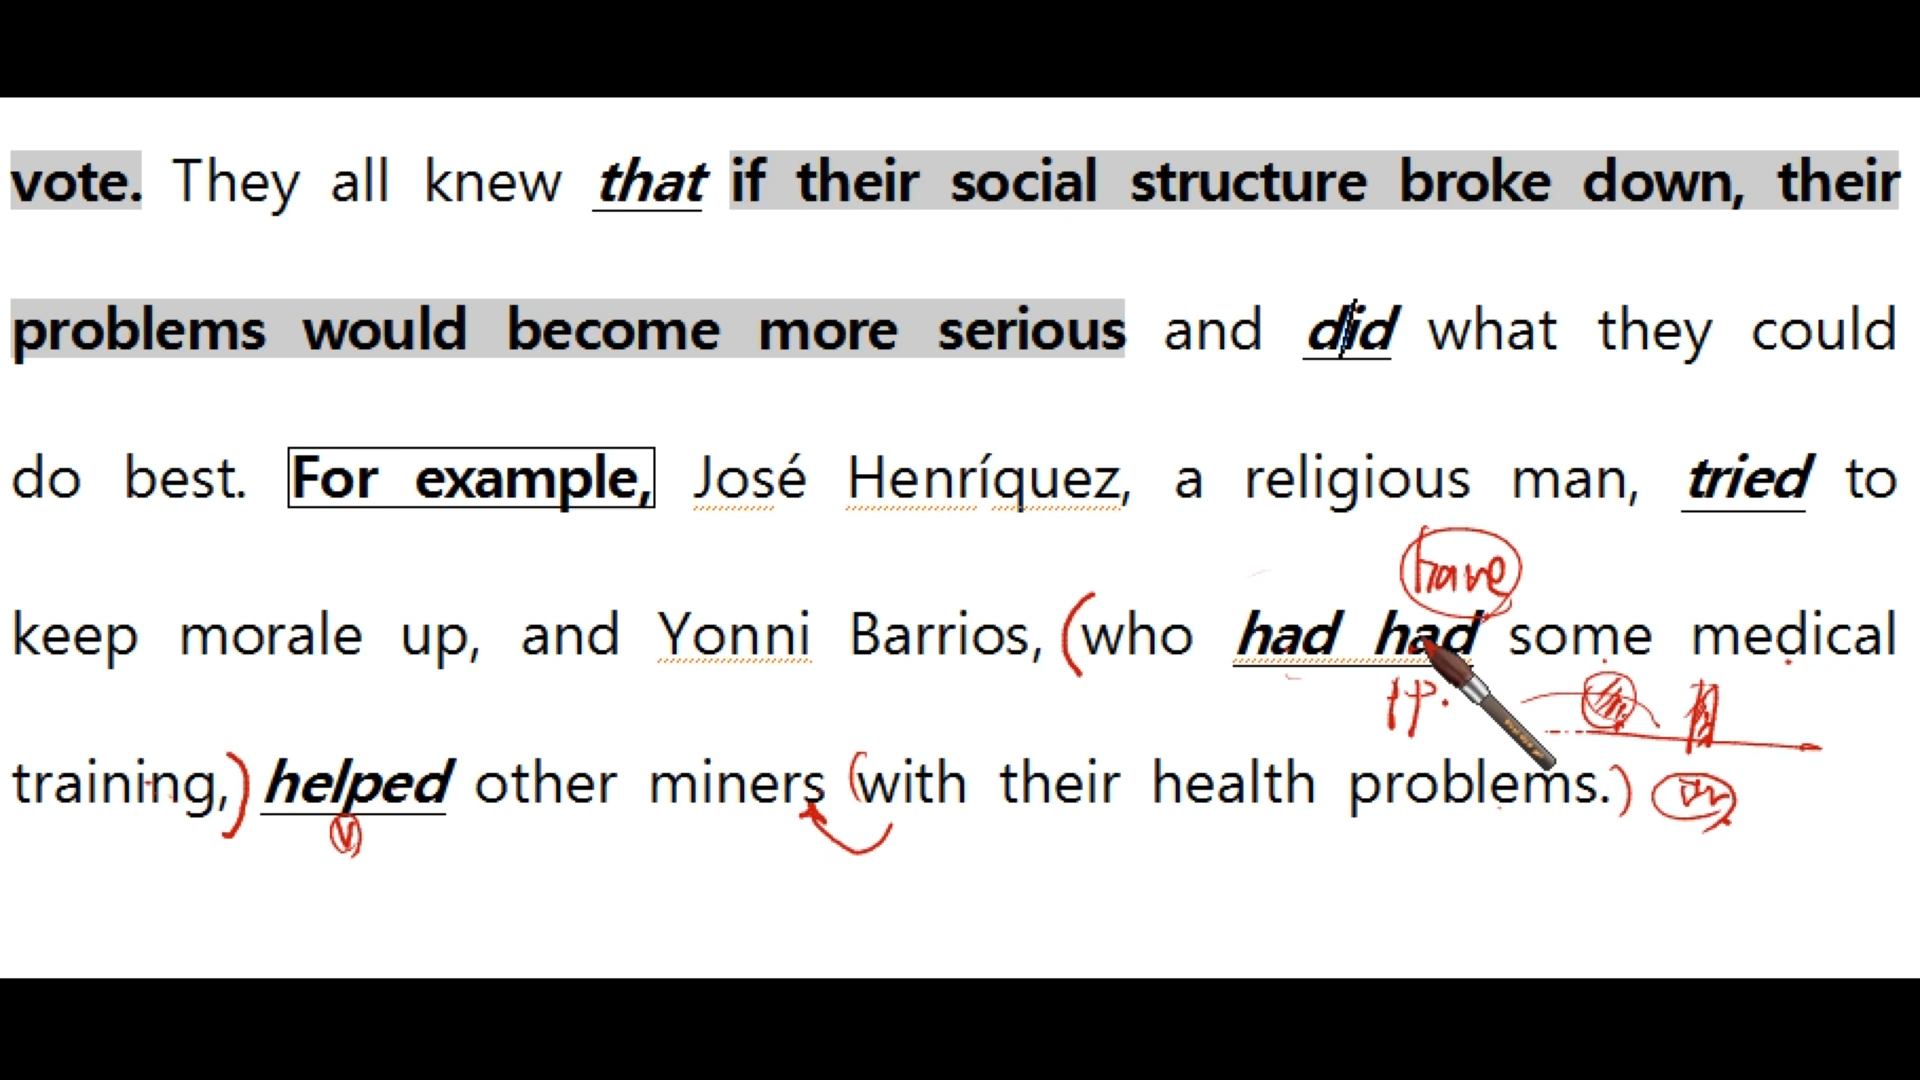 vote. They all knew that if their social structure broke down, their
problems would become more serious and did what they could
do best. For example, José Henríquez, a religious man, tried to
have
keep morale up, and Yonni Barrios, (who had had some medical
p.p.
training,) helped other miners (with their health problems.)
V